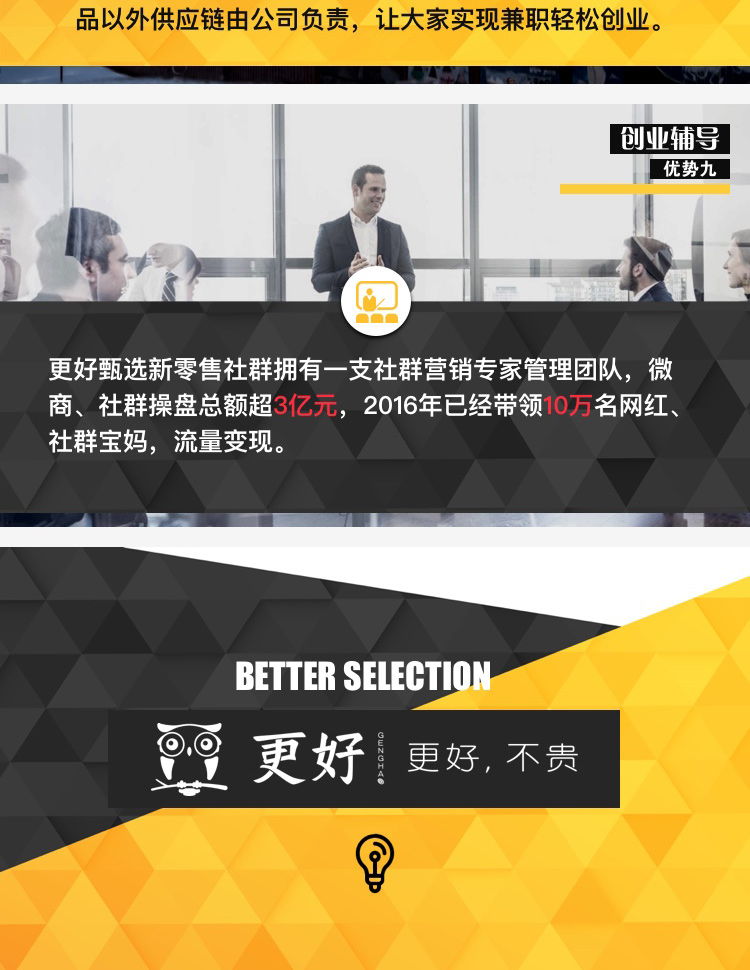 品以外供应链由公司负责，让大家实现兼职轻松创业。
创业辅导
优势九
更好甄选新零售社群拥有一支社群营销专家管理团队，微
商、社群操盘总额超3亿元，2016年已经带领10万名网红、
社群宝妈，流量变现。
BETTER SELECTION
更好
GENGHAO
更好，不贵